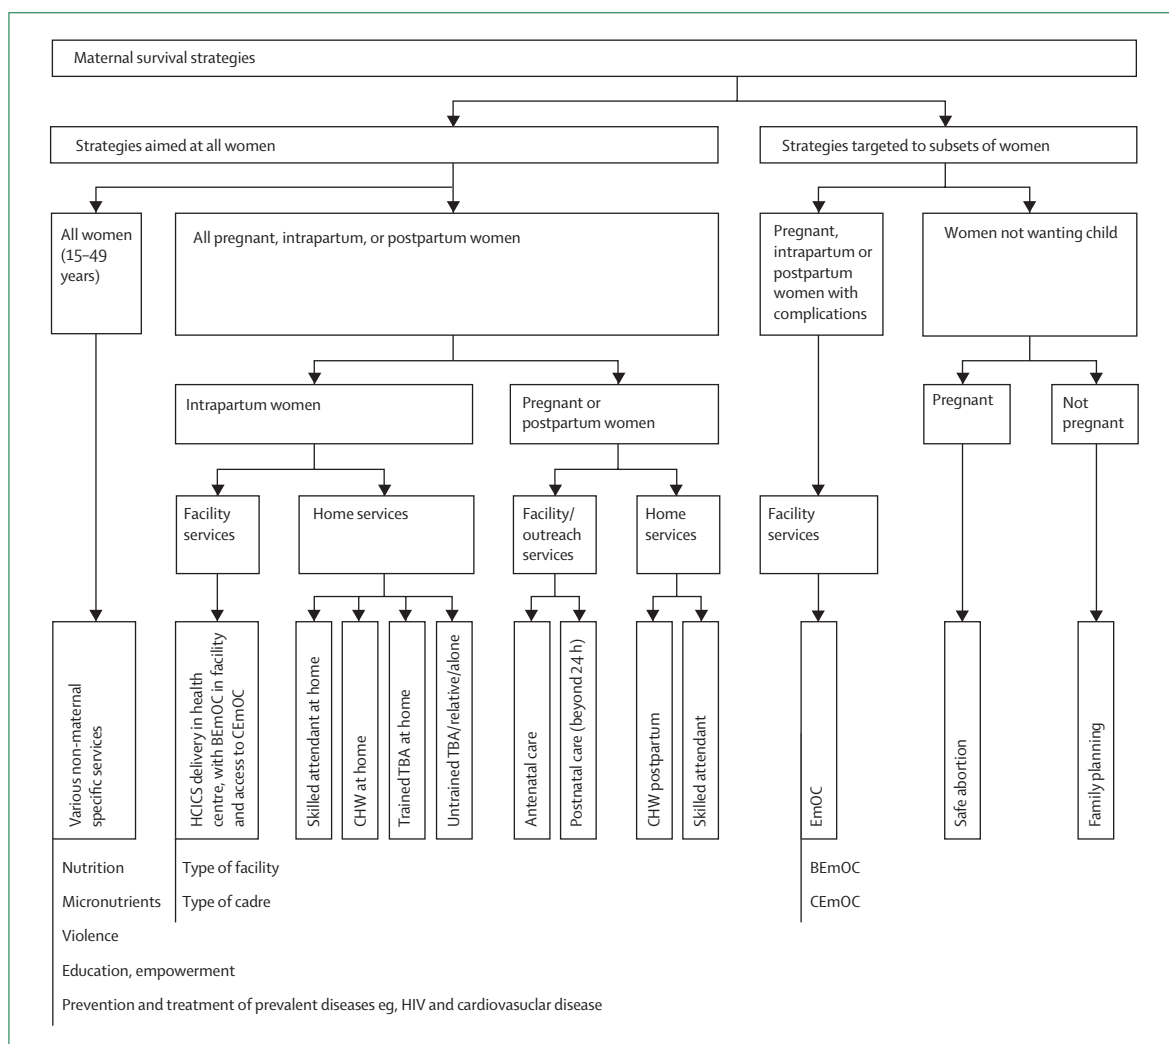 Maternal survival strategies
Strategies aimed at all women
Strategies targeted to subsets of women
All women
(15–49
years)
All pregnant, intrapartum, or postpartum women
Pregnant,
intrapartum or
postpartum
women with
complications
Women not wanting child
Intrapartum women
Pregnant or
postpartum women
Pregnant
Not
pregnant
Facility
services
Home services
Facility/
outreach
services
Home
services
Facility
services
Various non-maternal
specific services
HCICS delivery in health
centre, with BEmOC in facility
and access to CEmOC
Skilled attendant at home
CHW at home
Trained TBA at home
Untrained TBA/relative/alone
Antenatal care
Postnatal care (beyond 24 h)
CHW postpartum
Skilled attendant
EmOC
Safe abortion
Family planning
Nutrition
Micronutrients
Violence
Education, empowerment
Prevention and treatment of prevalent diseases eg, HIV and cardiovasuclar disease
Type of facility
Type of cadre
BEmOC
CEmOC